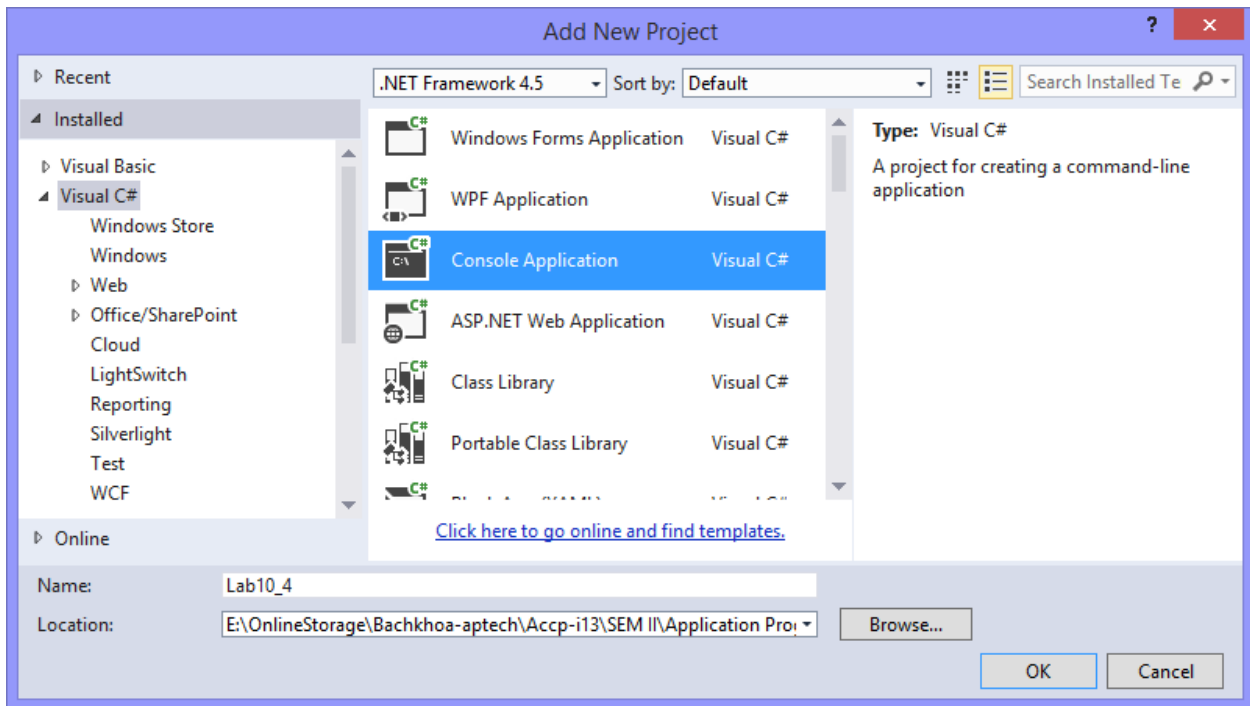 Add New Project
?
Recent
.NET Framework 4.5
Sort by:
Default
Search Installed Te
Installed
Visual Basic
Visual C#
Windows Store
Windows
Web
Office/SharePoint
Cloud
LightSwitch
Reporting
Silverlight
Test
WCF
Online
Windows Forms Application Visual C#
WPF Application Visual C#
Console Application Visual C#
ASP.NET Web Application Visual C#
Class Library Visual C#
Portable Class Library Visual C#
Click here to go online and find templates.
Type: Visual C#
A project for creating a command-line
application
Name: Lab10_4
Location: E:\OnlineStorage\Bachkhoa-aptech\Accp-i13\SEM II\Application
Browse...
OK
Cancel